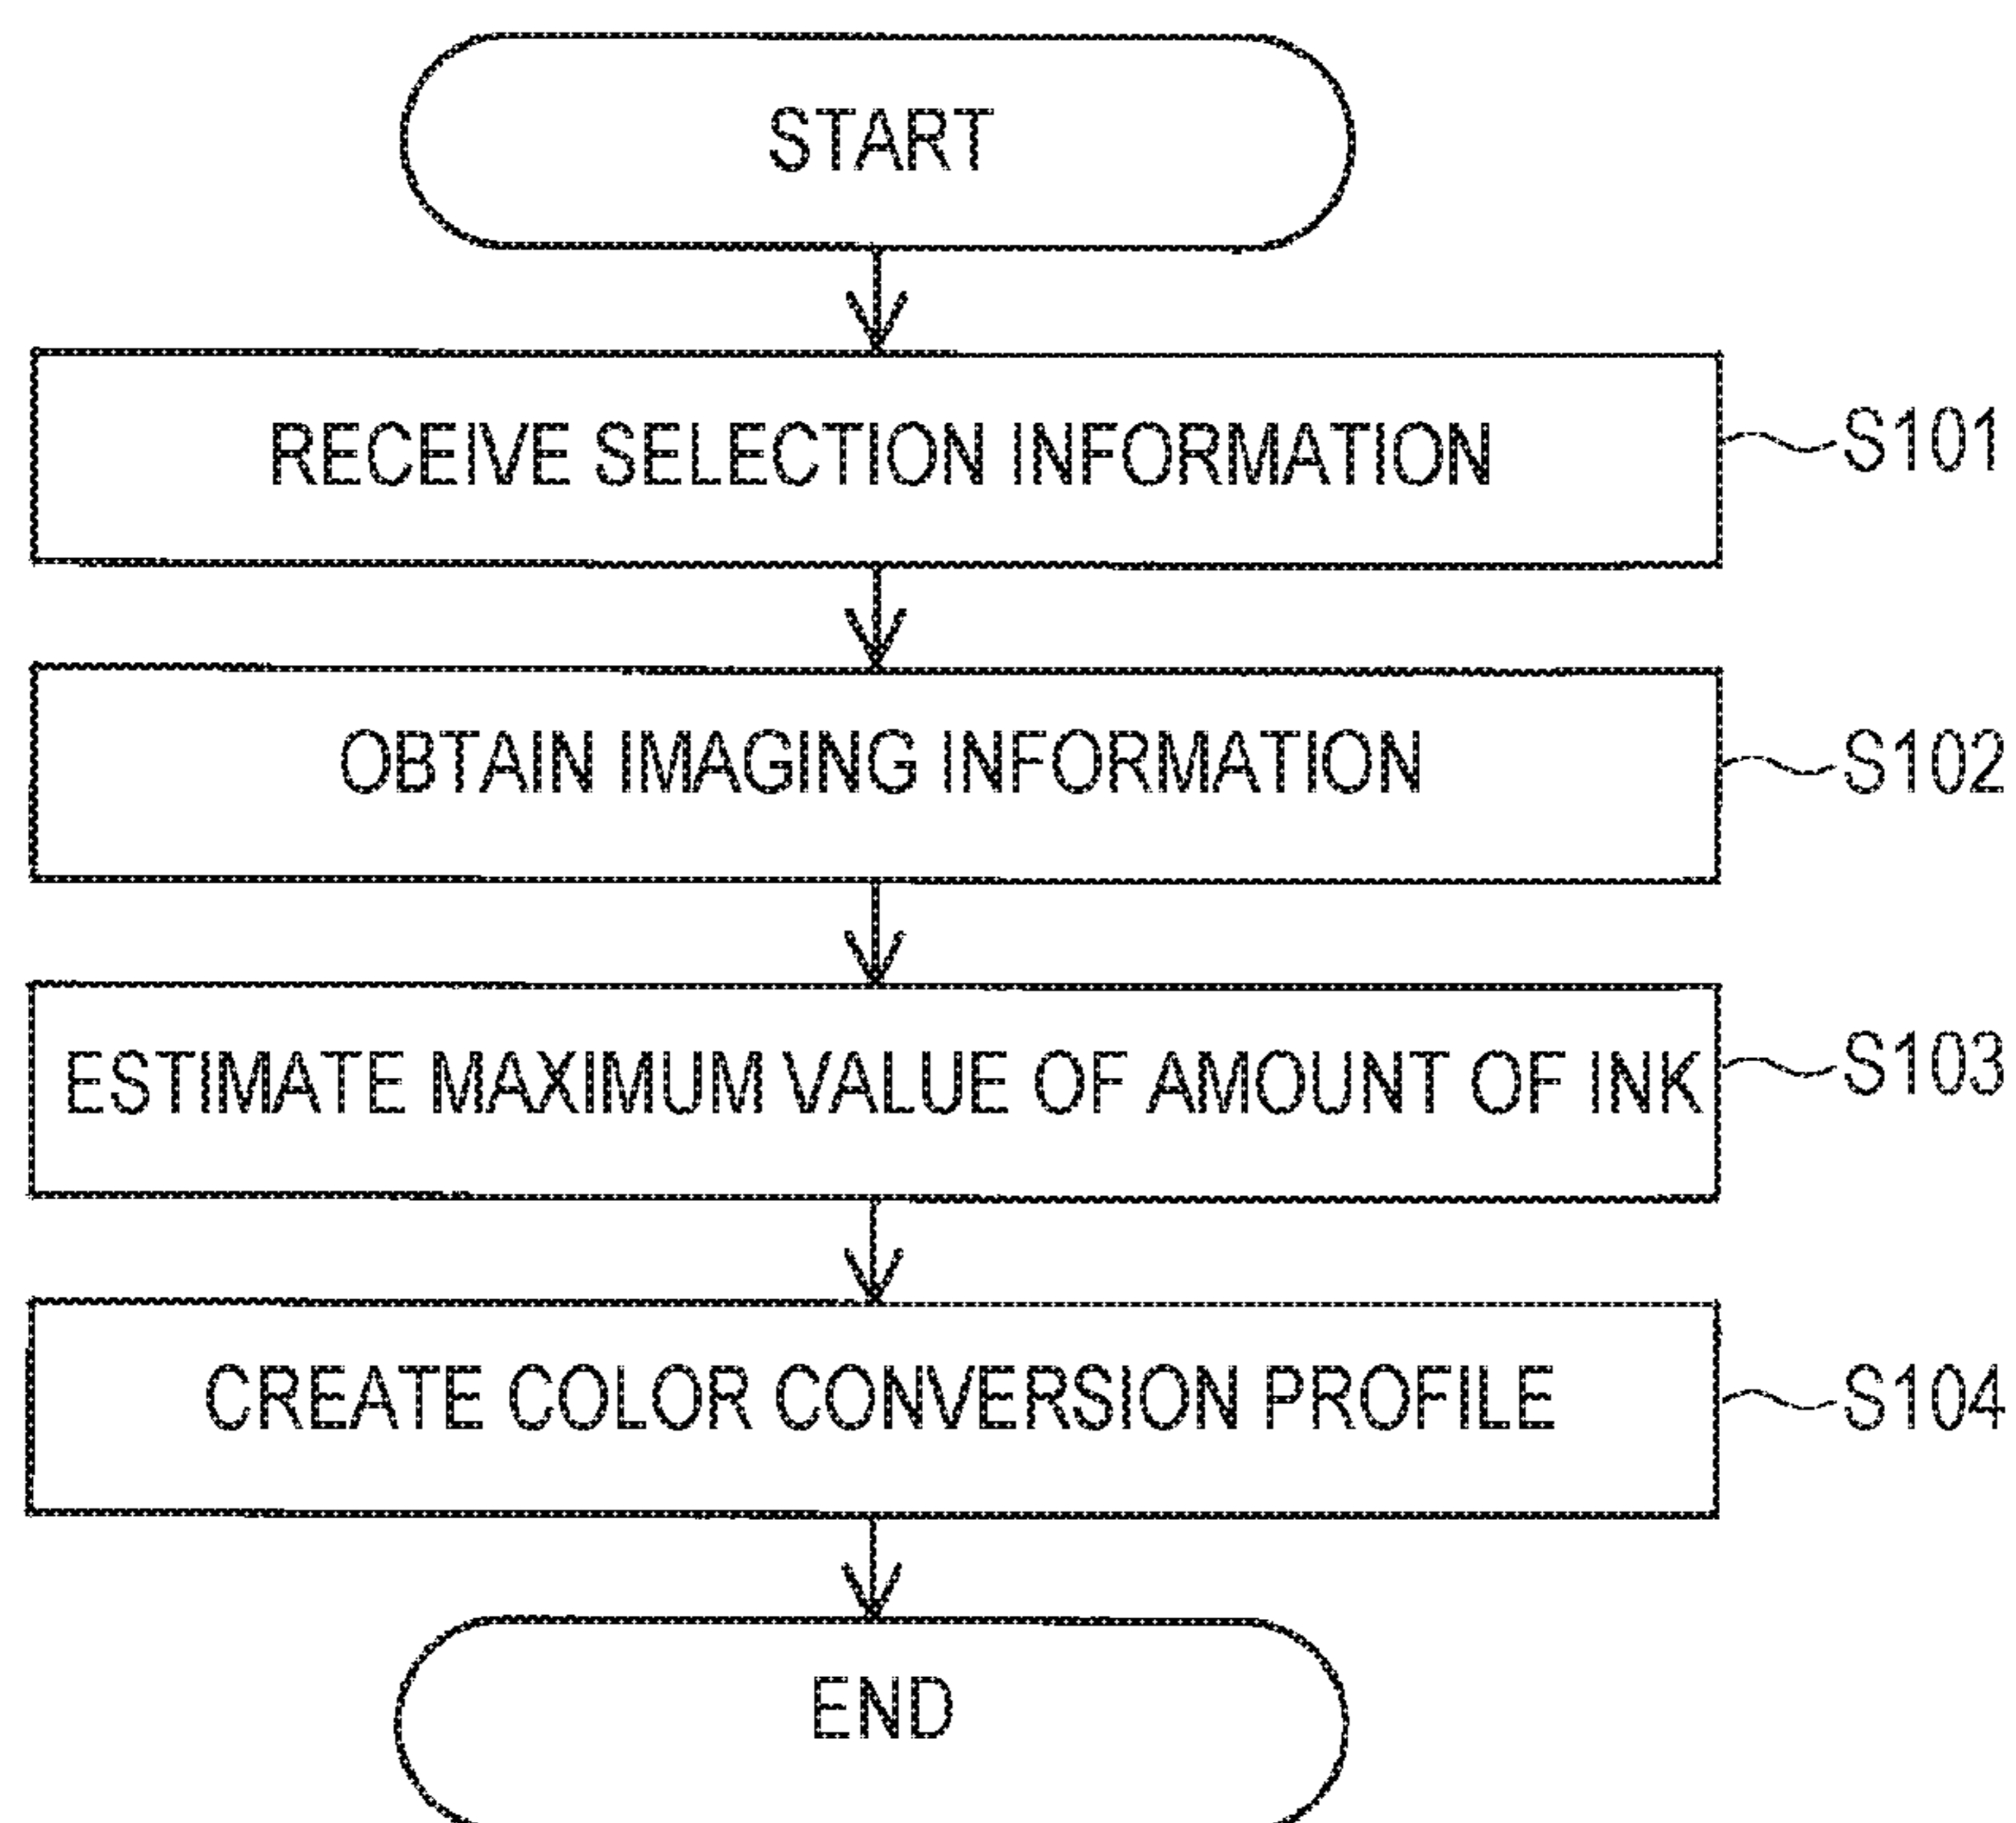 START
RECEIVE SELECTION INFORMATION S101
OBTAIN IMAGING INFORMATION S102
ESTIMATE MAXIMUM VALUE OF AMOUNT OF INK S103
CREATE COLOR CONVERSION PROFILE S104
END